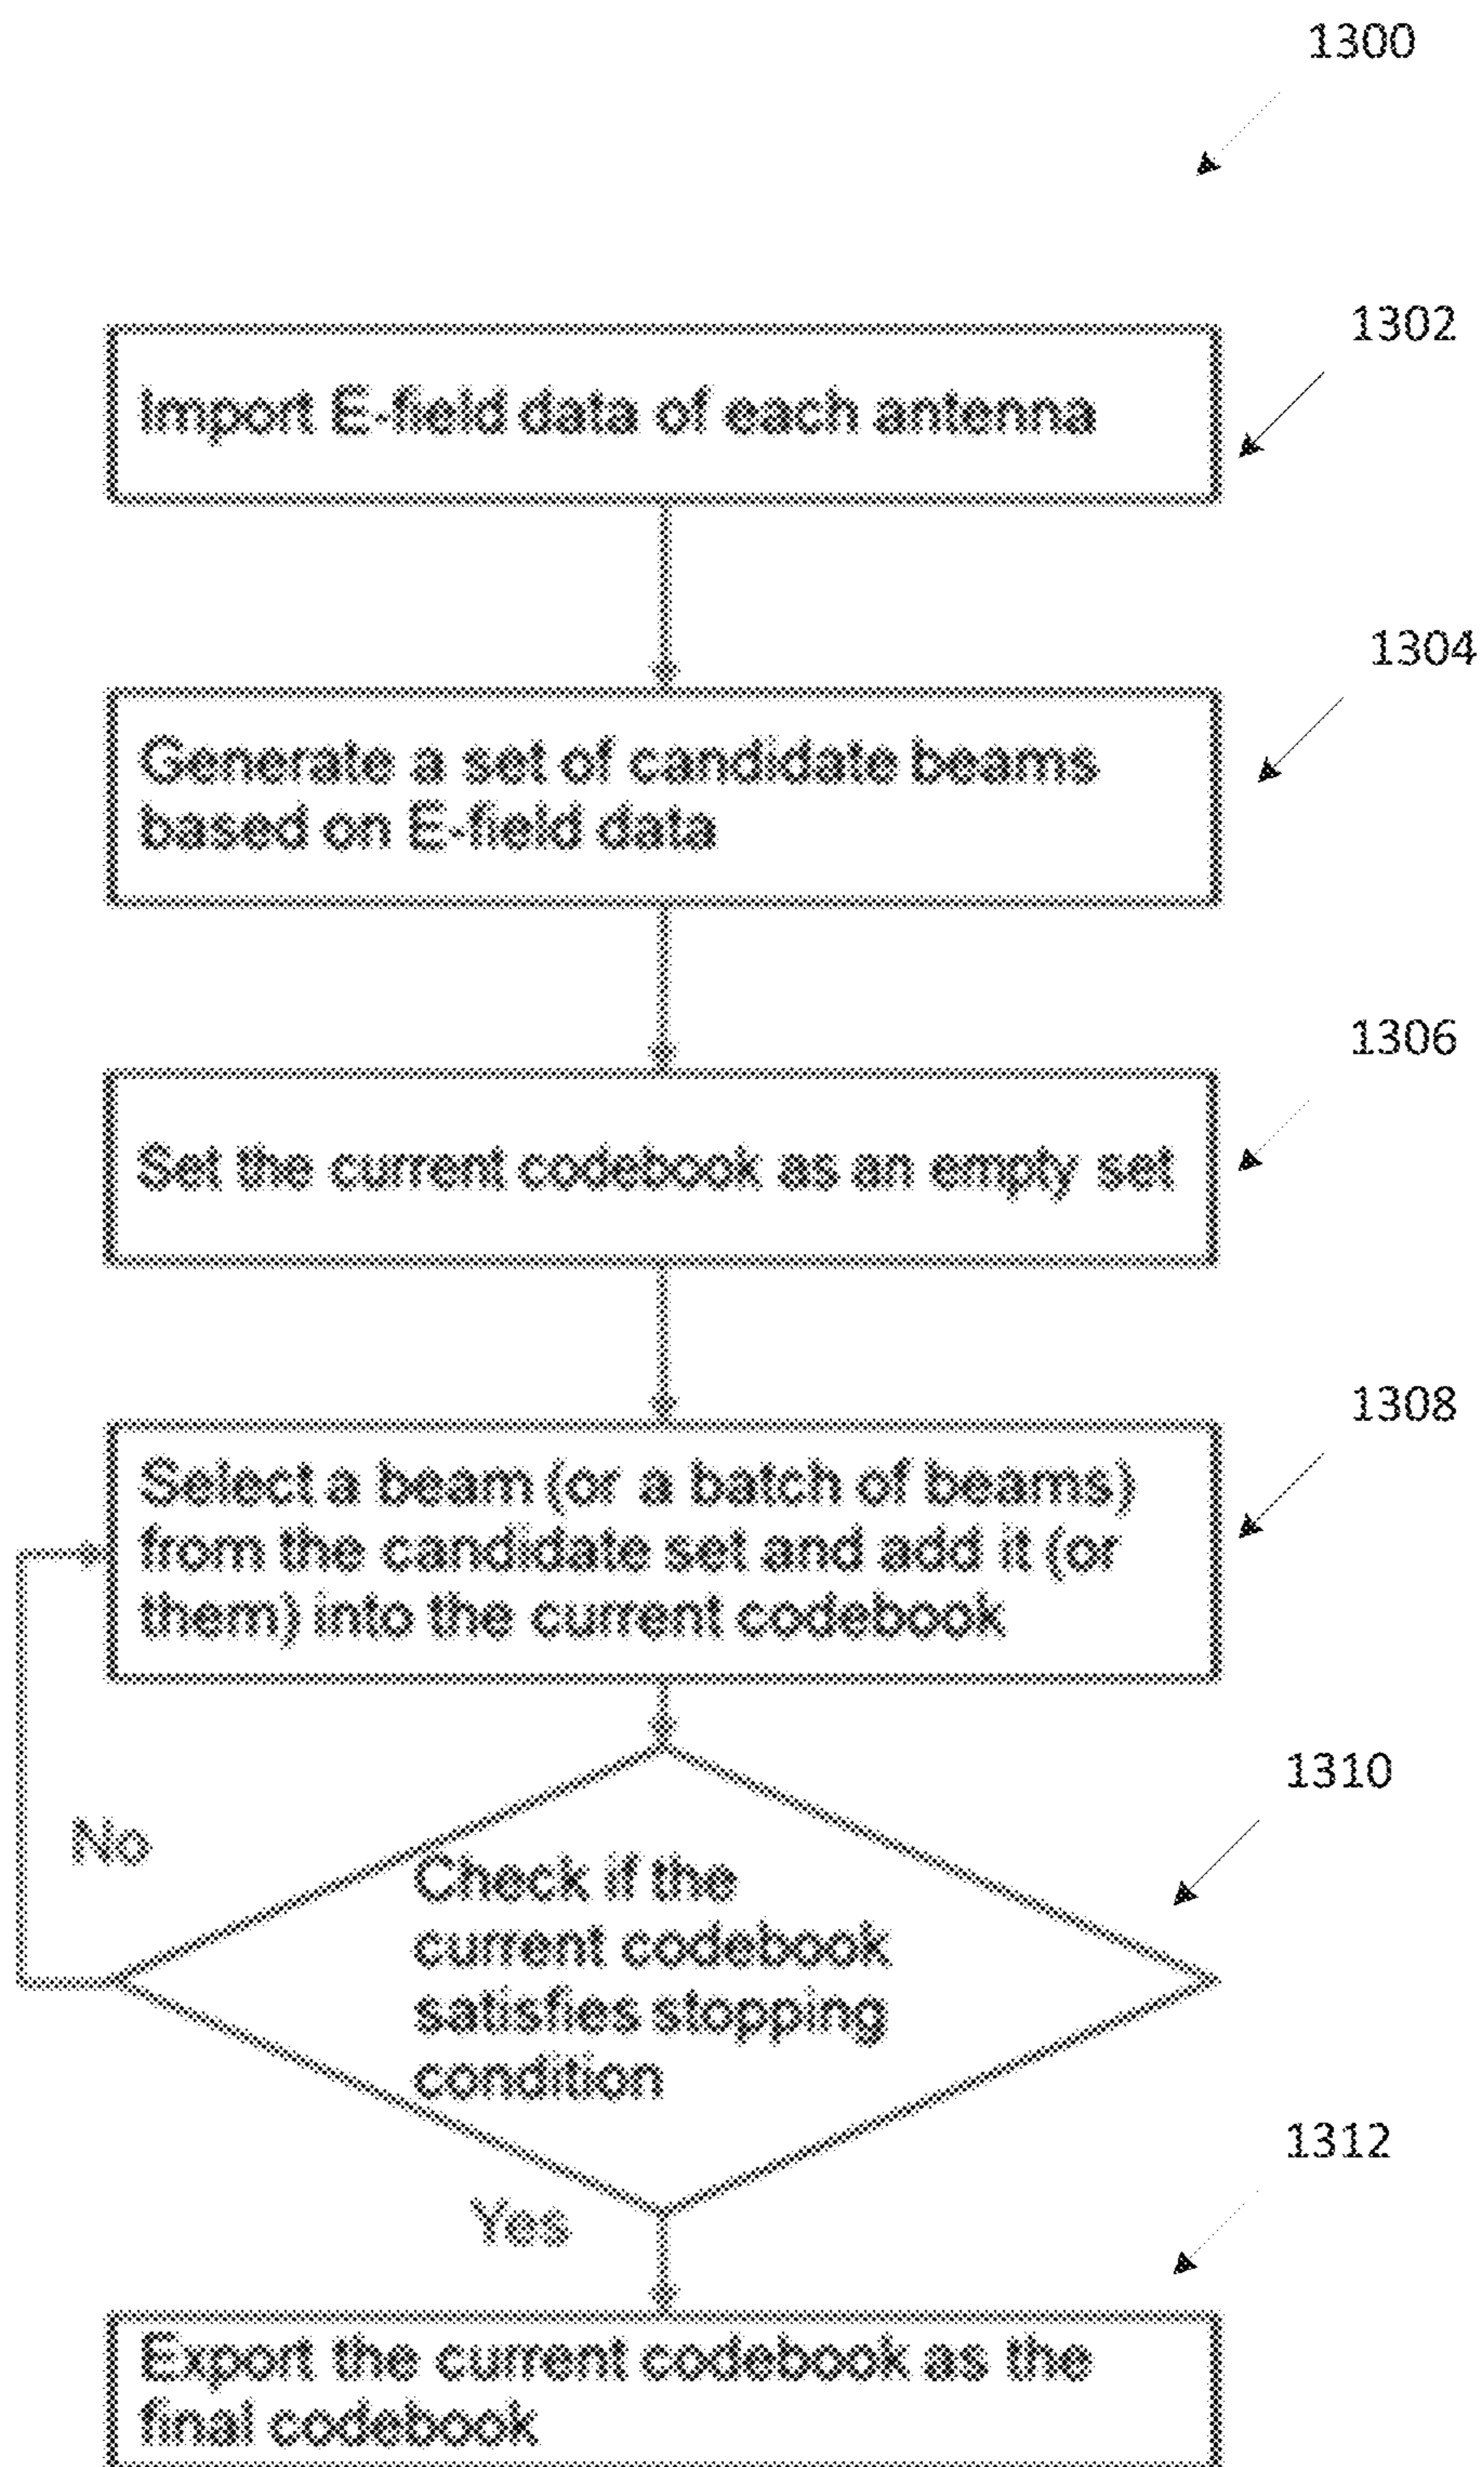 1300
1302
Import E-field data of each antenna
1304
Generate a set of candidate beams
based on E-field data
1306
Set the current codebook as an empty set
1308
Select a beam (or a batch of beams)
from the candidate set and add it (or
them) into the current codebook
1310
No
Check if the
current codebook
satisfies stopping
condition
1312
Yes
Export the current codebook as the
final codebook